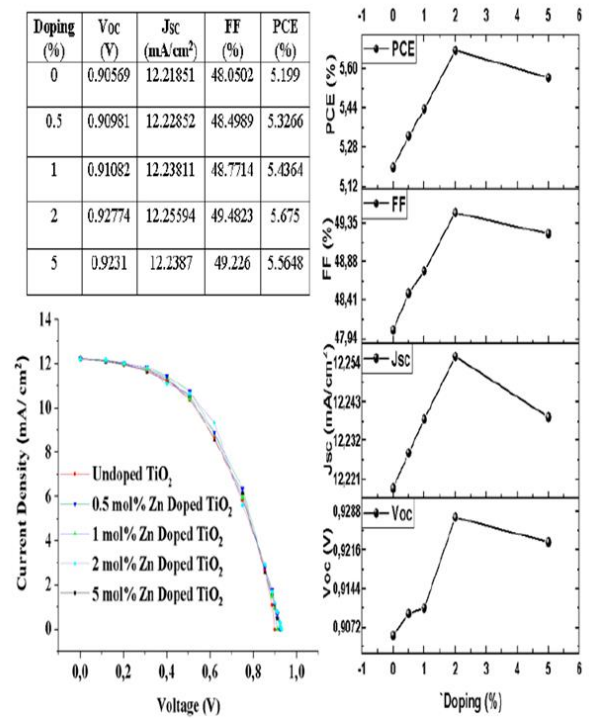 Doping Voc Jsc FF PCE
(%) (V) (mA/cm²) (%) (%)
0 0.90569 12.21851 48.0502 5.199
0.5 0.90981 12.22852 48.4989 5.3266
1 0.91082 12.23811 48.7714 5.4364
2 0.92774 12.25594 49.4823 5.675
5 0.9231 12.2387 49.226 5.5648
14
12
10
8
6
4
2
0
Current Density (mA/ cm²)
Undoped TiO₂
0.5 mol% Zn Doped TiO₂
1 mol% Zn Doped TiO₂
2 mol% Zn Doped TiO₂
5 mol% Zn Doped TiO₂
0,0 0,2 0,4 0,6 0,8 1,0
Voltage (V)
-1 0 1 2 3 4 5 6
PCE
5,60
5,44
5,28
5,12
PCE (%)
FF
49,35
48,88
48,41
47,94
FF (%)
Jsc
12,254
12,243
12,232
12,221
Jsc (mA/cm²)
Voc
0,9288
0,9216
0,9144
0,9072
Voc (V)
-1 0 1 2 3 4 5 6
`Doping (%)